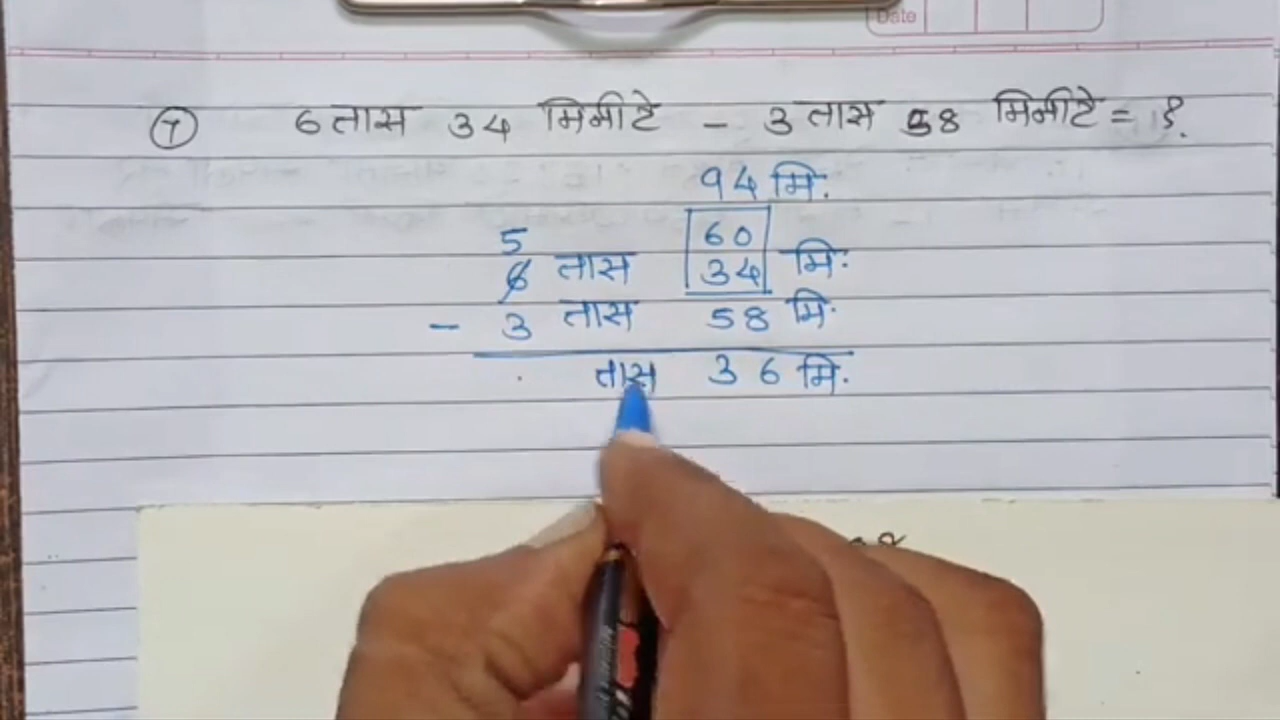 Date
7 6 तास 34 मिनीटे - 3 तास 58 मिनीटे = ?
94 मि.
5 60
6 तास 34 मि.
- 3 तास 58 मि.
तास 36 मि.